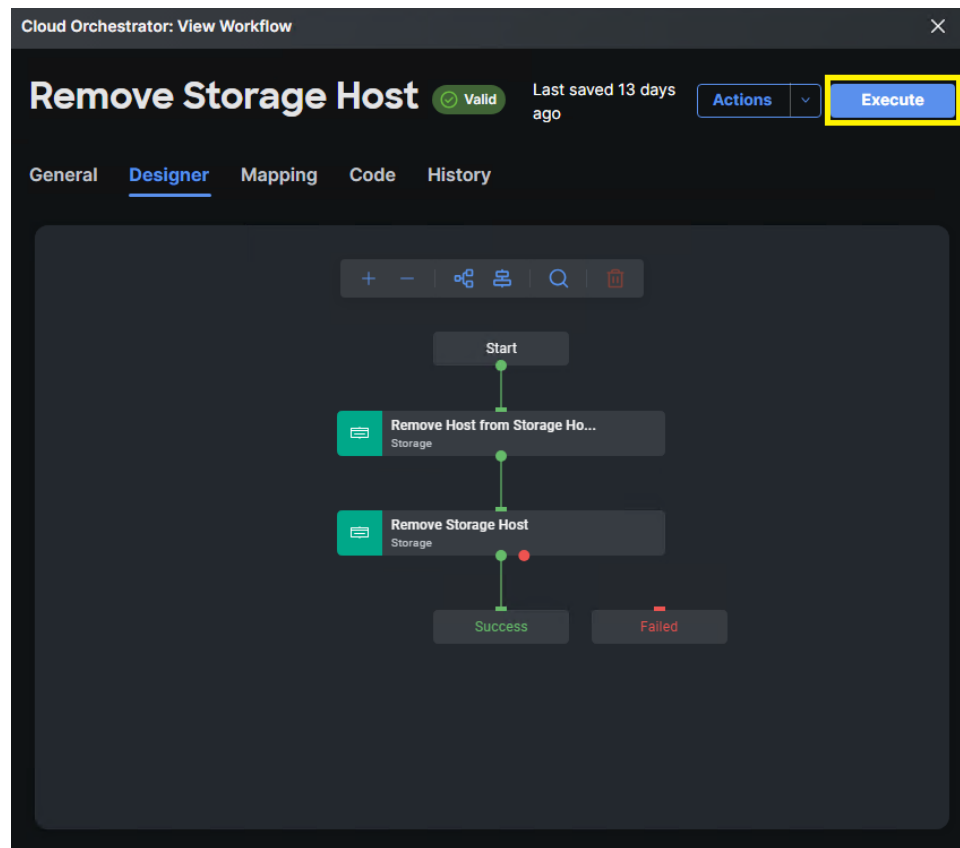 Cloud Orchestrator: View Workflow
Remove Storage Host
Valid
Last saved 13 days
ago
Actions
Execute
General Designer Mapping Code History
Start
Remove Host from Storage Ho...
Storage
Remove Storage Host
Storage
Success
Failed